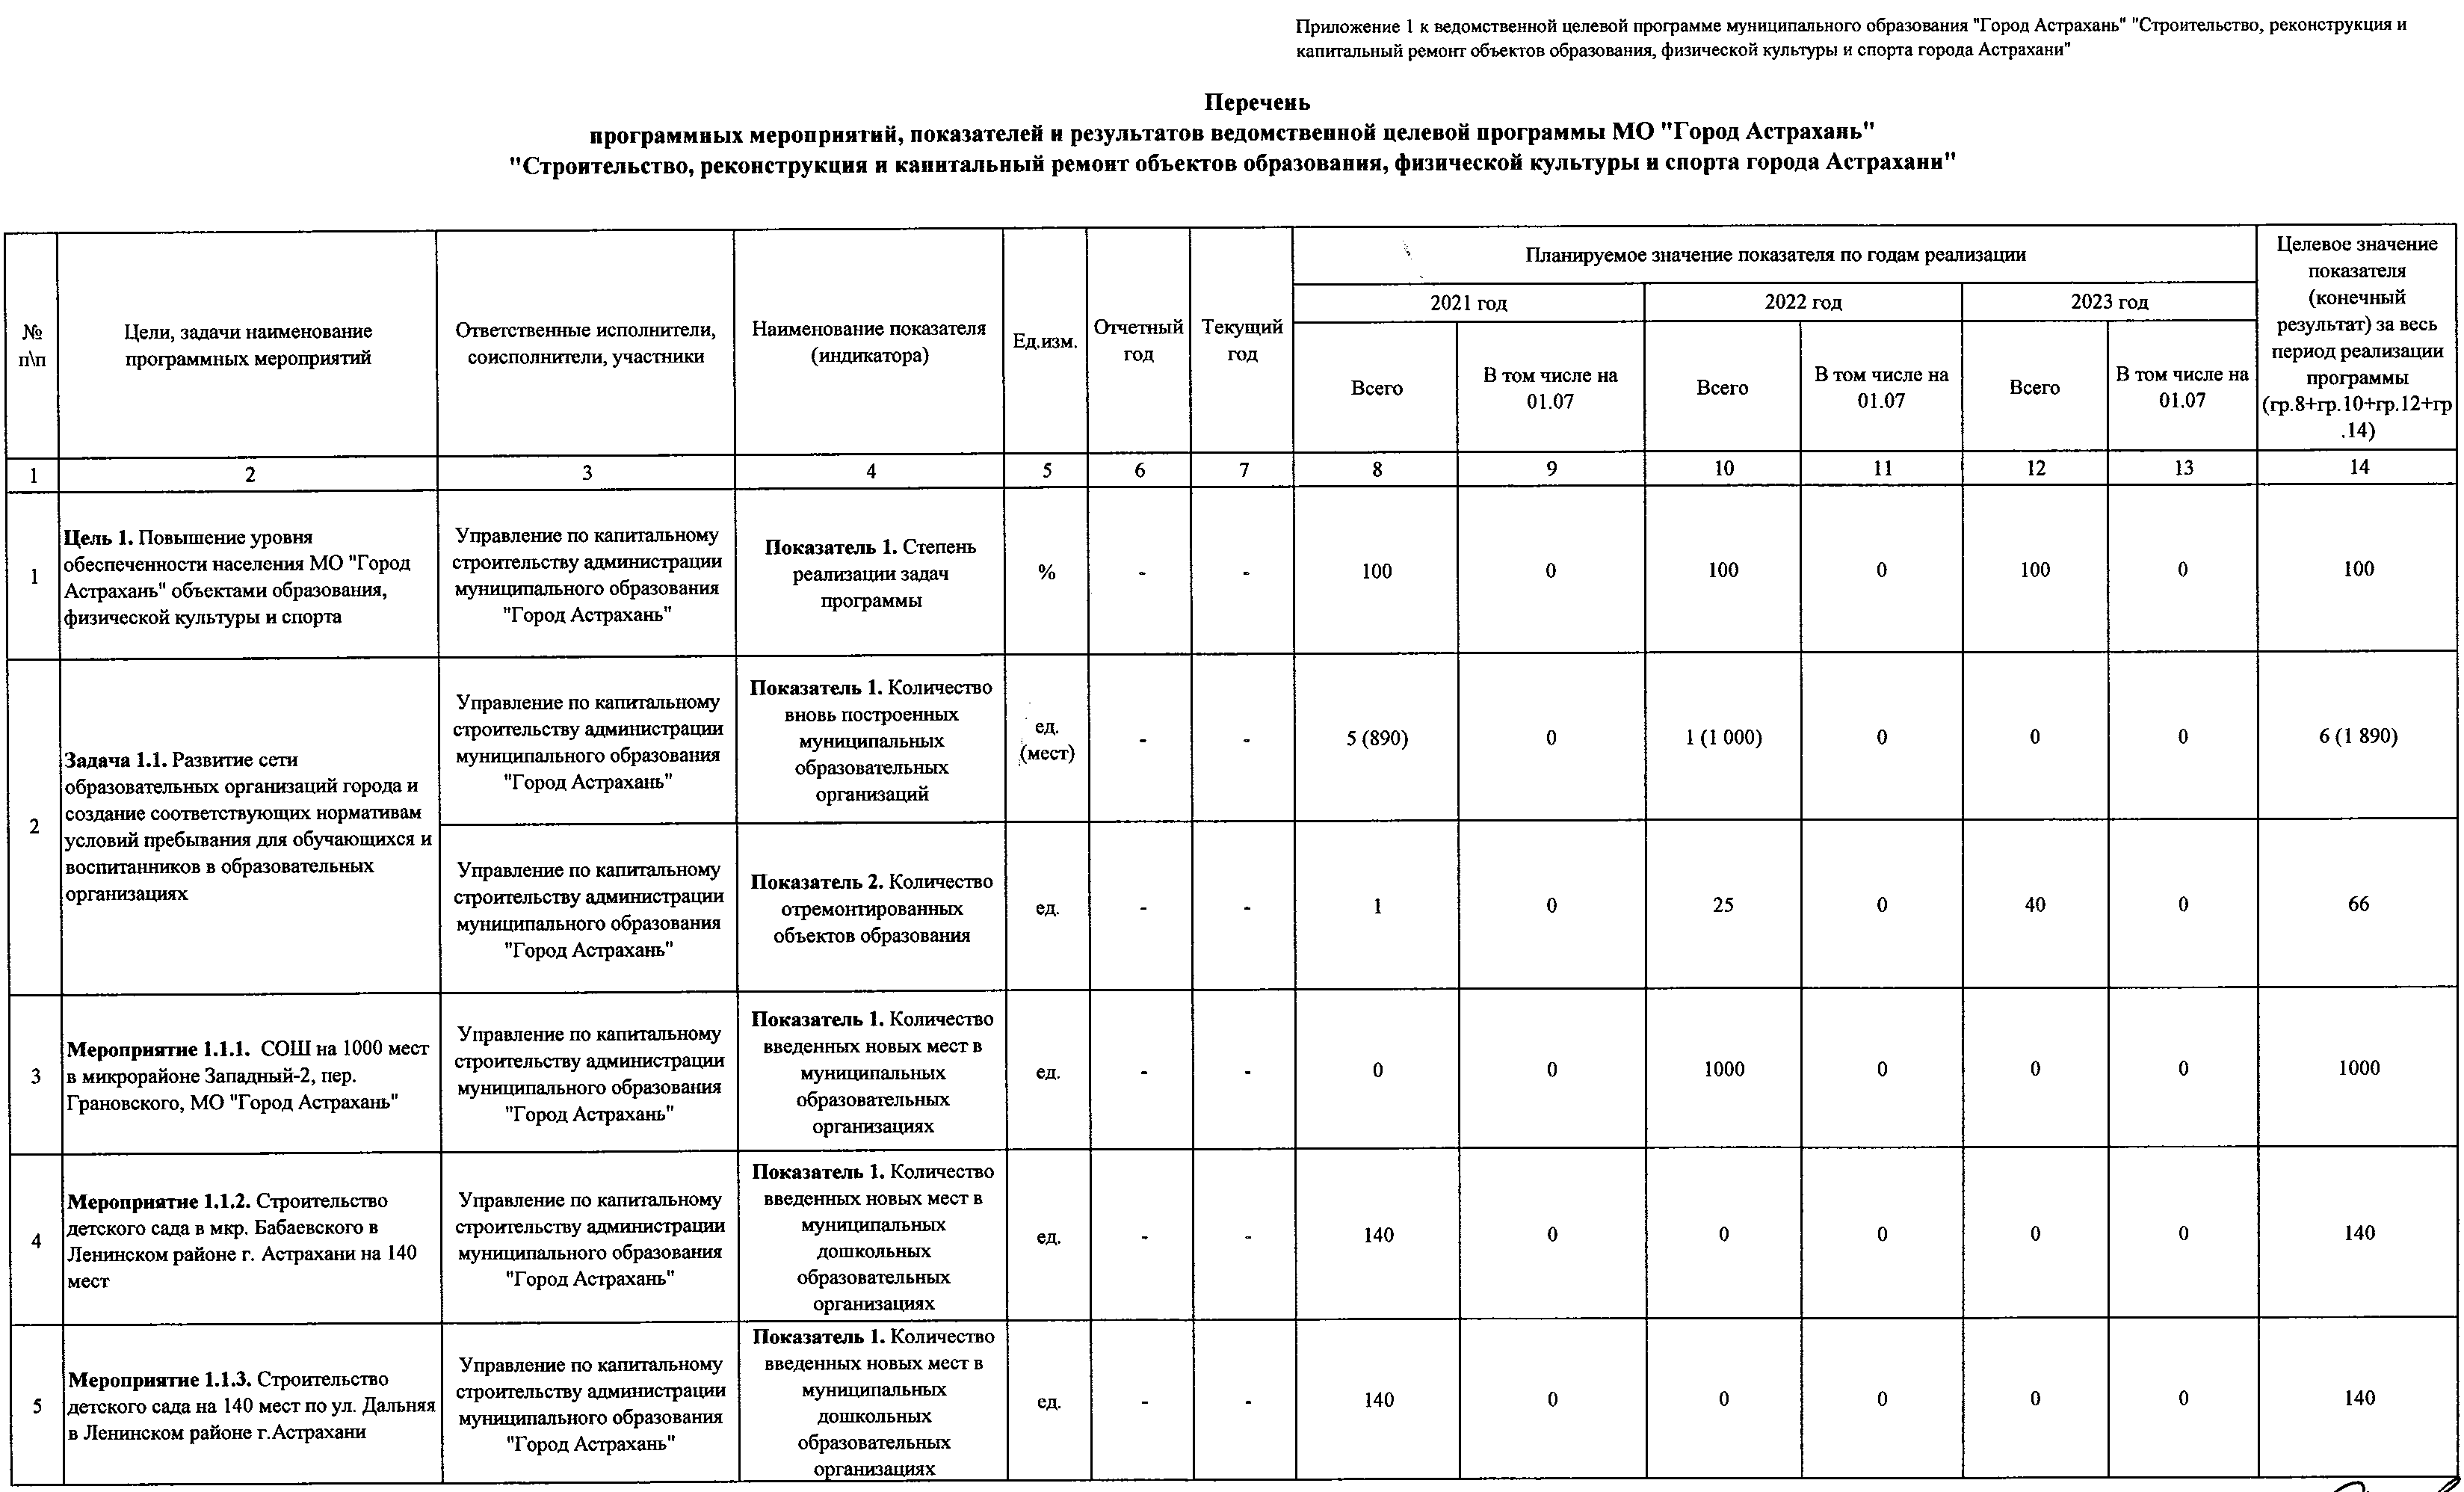 Приложение 1 к ведомственной целевой программе муниципального образования "Город Астрахань" "Строительство, реконструкция и
капитальный ремонт объектов образования, физической культуры и спорта города Астрахани"
Перечень
программных мероприятий, показателей и результатов ведомственной целевой программы МО "Город Астрахань"
"Строительство, реконструкция и капитальный ремонт объектов образования, физической культуры и спорта города Астрахани"
№
п\п
Цели, задачи наименование
программных мероприятий
Ответственные исполнители,
соисполнители, участники
Наименование показателя
(индикатора)
Ед.изм.
Отчетный
год
Текущий
год
Планируемое значение показателя по годам реализации
2021 год
2022 год
2023 год
Всего
В том числе на
01.07
Всего
В том числе на
01.07
Всего
В том числе на
01.07
Целевое значение
показателя
(конечный
результат) за весь
период реализации
программы
(гр.8+гр.10+гр.12+гр
.14)
1 2 3 4 5 6 7 8 9 10 11 12 13 14
1
Цель 1. Повышение уровня
обеспеченности населения МО "Город
Астрахань" объектами образования,
физической культуры и спорта
Управление по капитальному
строительству администрации
муниципального образования
"Город Астрахань"
Показатель 1. Степень
реализации задач
программы
% - - 100 0 100 0 100 0 100
2
Задача 1.1. Развитие сети
образовательных организаций города и
создание соответствующих нормативам
условий пребывания для обучающихся и
воспитанников в образовательных
организациях
Управление по капитальному
строительству администрации
муниципального образования
"Город Астрахань"
Показатель 1. Количество
вновь построенных
муниципальных
образовательных
организаций
ед.
(мест)
- - 5 (890) 0 1 (1 000) 0 0 0 6 (1 890)
Управление по капитальному
строительству администрации
муниципального образования
"Город Астрахань"
Показатель 2. Количество
отремонтированных
объектов образования
ед. - - 1 0 25 0 40 0 66
3
Мероприятие 1.1.1. СОШ на 1000 мест
в микрорайоне Западный-2, пер.
Грановского, МО "Город Астрахань"
Управление по капитальному
строительству администрации
муниципального образования
"Город Астрахань"
Показатель 1. Количество
введенных новых мест в
муниципальных
образовательных
организациях
ед. - - 0 0 1000 0 0 0 1000
4
Мероприятие 1.1.2. Строительство
детского сада в мкр. Бабаевского в
Ленинском районе г. Астрахани на 140
мест
Управление по капитальному
строительству администрации
муниципального образования
"Город Астрахань"
Показатель 1. Количество
введенных новых мест в
муниципальных
дошкольных
образовательных
организациях
ед. - - 140 0 0 0 0 0 140
5
Мероприятие 1.1.3. Строительство
детского сада на 140 мест по ул. Дальняя
в Ленинском районе г.Астрахани
Управление по капитальному
строительству администрации
муниципального образования
"Город Астрахань"
Показатель 1. Количество
введенных новых мест в
муниципальных
дошкольных
образовательных
организациях
ед. - - 140 0 0 0 0 0 140